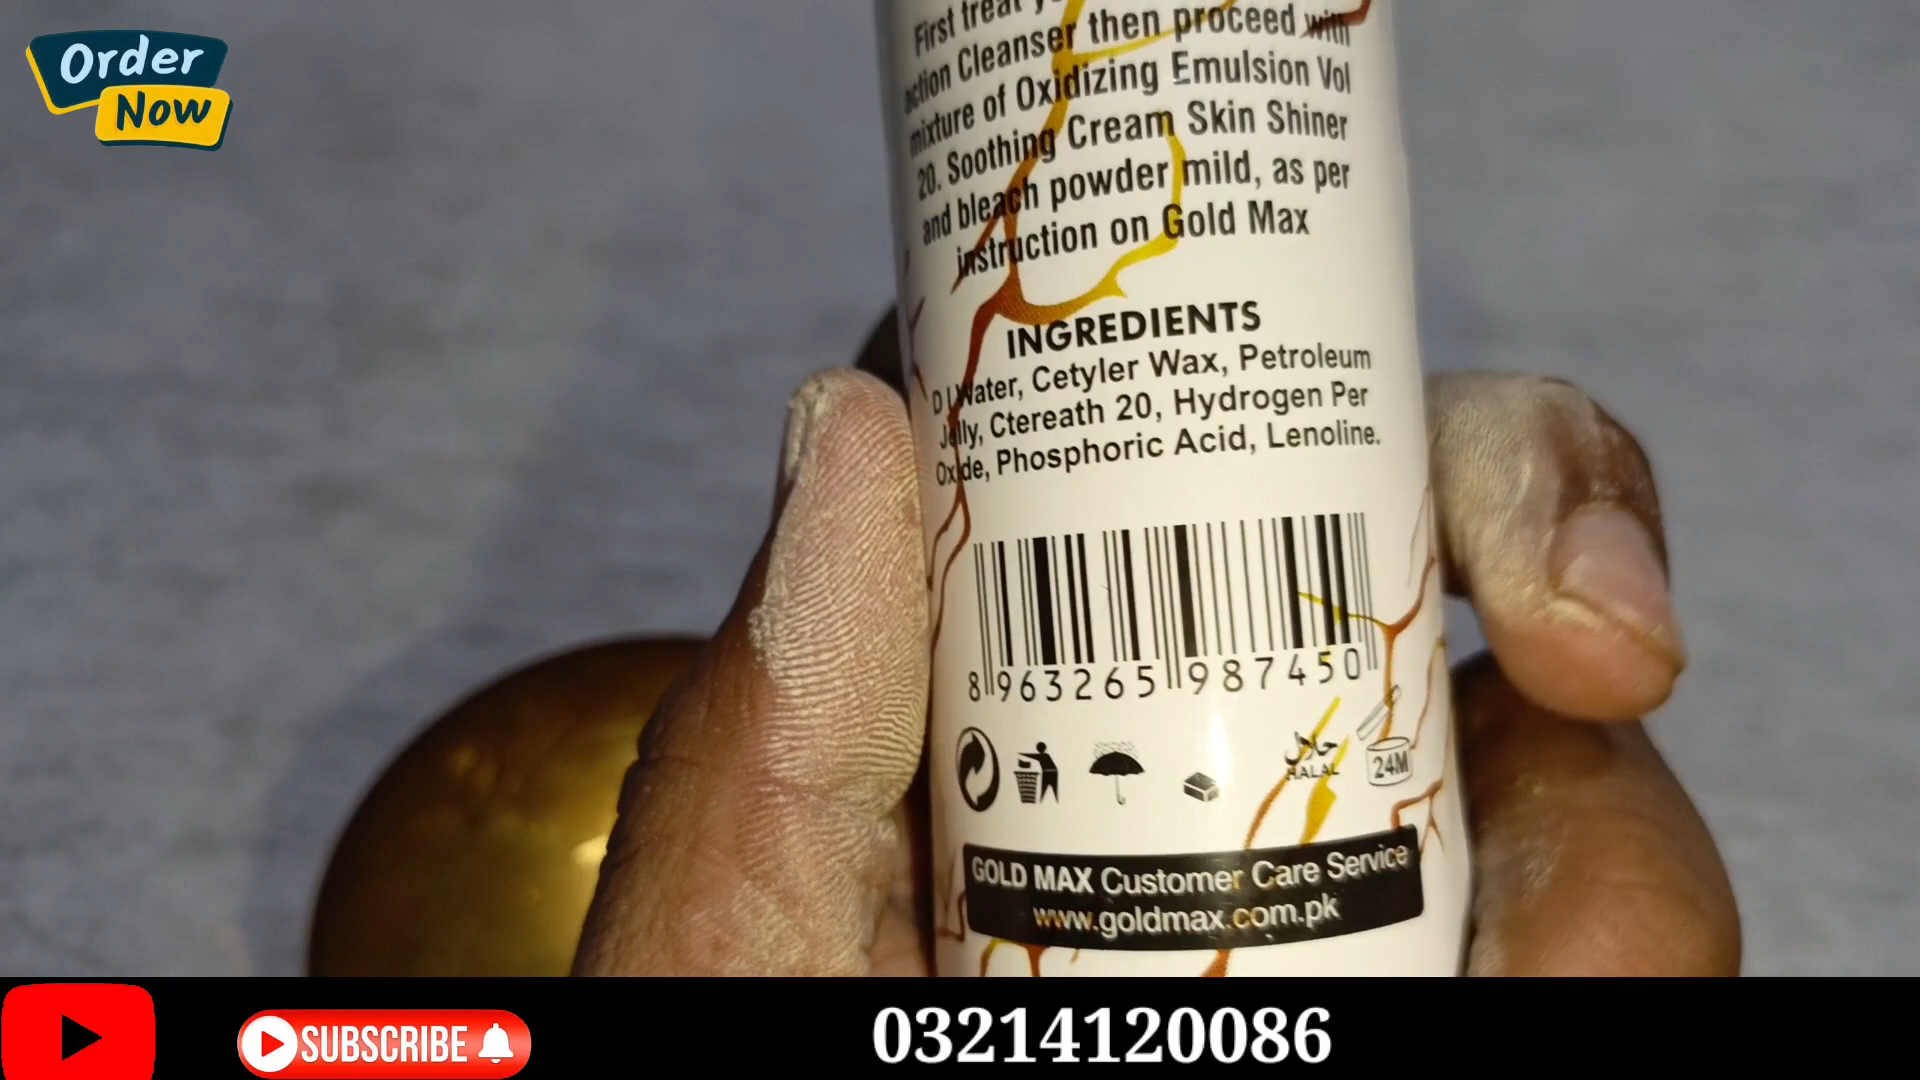 Order
Now
First treat
action Cleanser then proceed with
mixture of Oxidizing Emulsion Vol
20. Soothing Cream Skin Shiner
and bleach powder mild, as per
instruction on Gold Max
INGREDIENTS
D I Water, Cetyler Wax, Petroleum
Jelly, Ctereath 20, Hydrogen Per
Oxide, Phosphoric Acid, Lenoline.
8 963265 987450
حلال
HALAL
24M
GOLD MAX Customer Care Service
www.goldmax.com.pk
SUBSCRIBE
03214120086